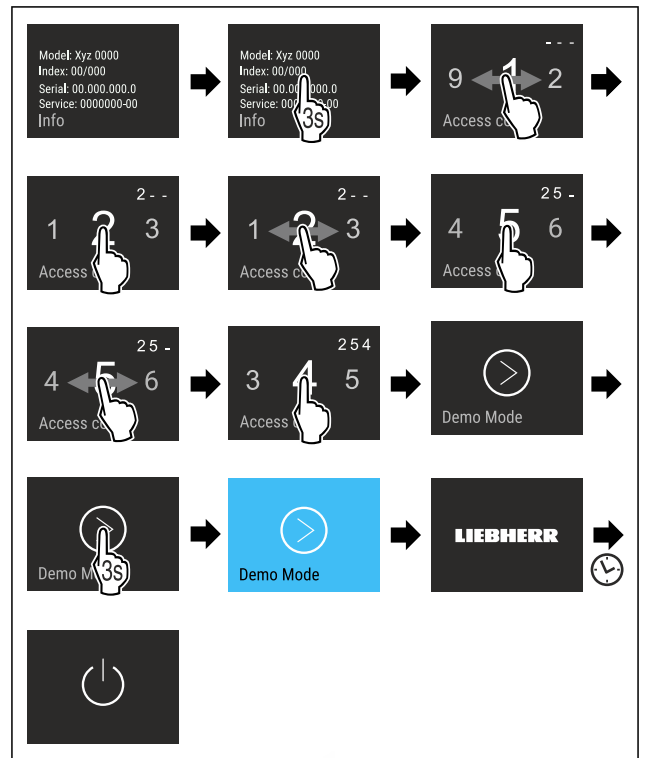 Model: Xyz 0000
Index: 00/000
Serial: 00.000.000.0
Service: 0000000-00
Info
Model: Xyz 0000
Index: 00/000
Serial: 00.000.000.0
Service: 00 -00
Info
3s
- - -
9 1 2
Access c
2 - -
1 2 3
Access
2 - -
1 2 3
Access c
2 5 -
4 5 6
Access
2 5 -
4 5 6
Access c
2 5 4
3 4 5
Access
Demo Mode
Demo M
3s
Demo Mode
LIEBHERR